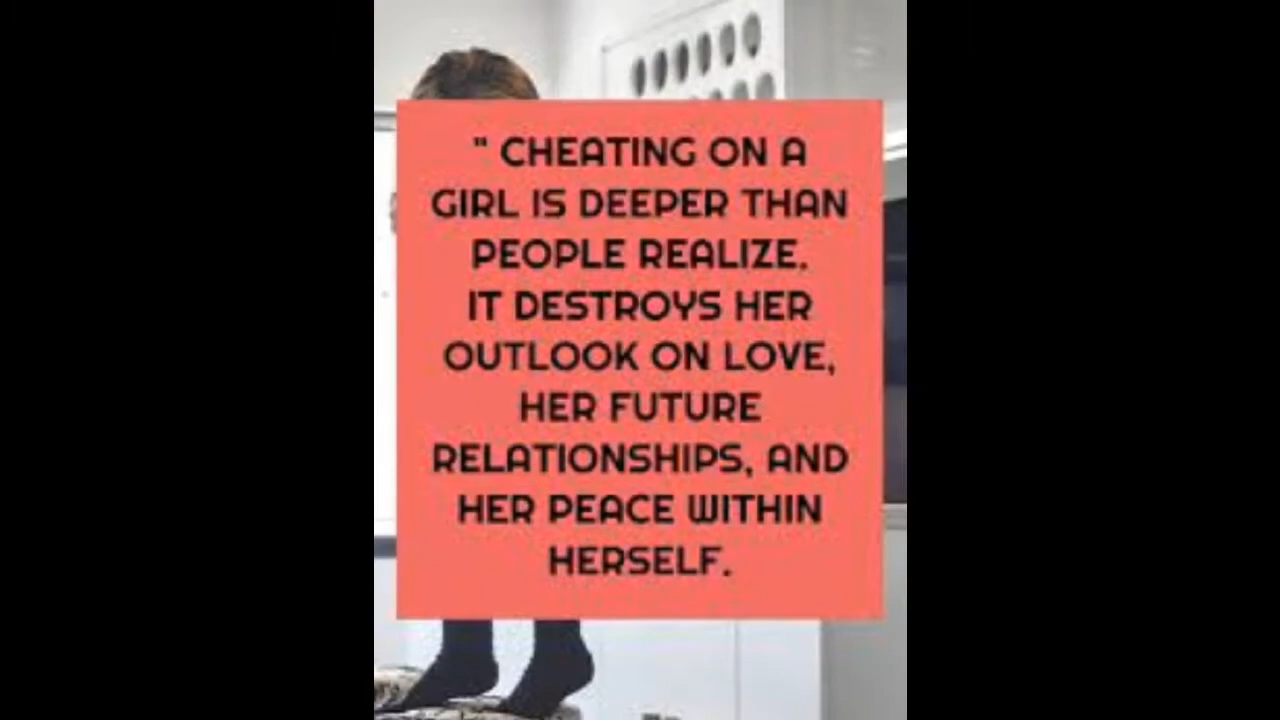 " CHEATING ON A
GIRL IS DEEPER THAN
PEOPLE REALIZE.
IT DESTROYS HER
OUTLOOK ON LOVE,
HER FUTURE
RELATIONSHIPS, AND
HER PEACE WITHIN
HERSELF.